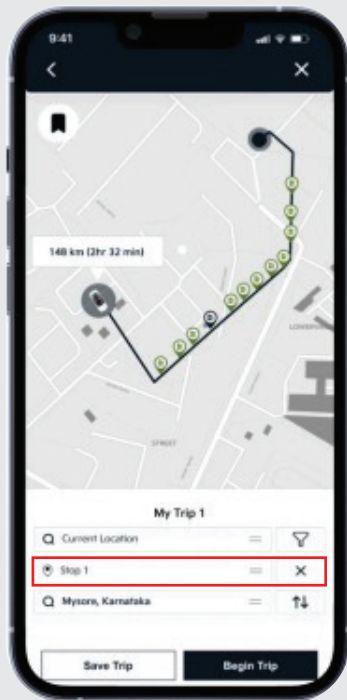 9:41
148 km (2hr 32 min)
STREET
My Trip 1
Current Location
Stop 1
Mysore, Karnataka
Save Trip
Begin Trip